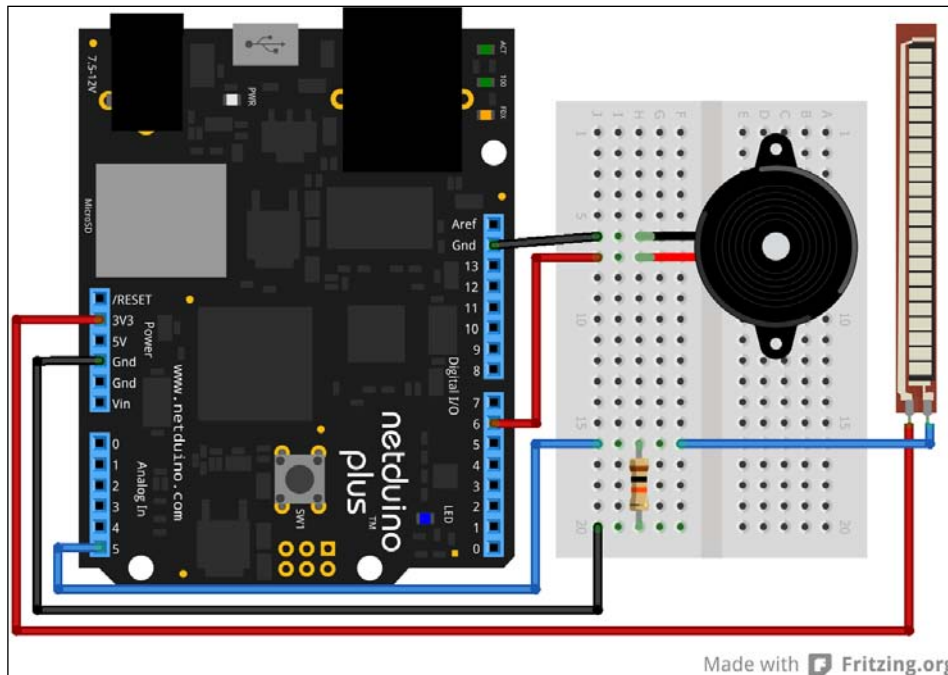 7.5-12V
PWR
ACT
100
FDX
MicroSD
Aref
Gnd
13
12
11
10
9
8
Digital I/O
7
6
5
4
3
2
1
0
/RESET
3V3
5V
Gnd
Gnd
Vin
Power
0
1
2
3
4
5
Analog In
www.netduino.com
netduino
plus
TM
SW1
LED
J I H G F E D C B A
1 1
5
10 10
15 15
20 20
Made with Fritzing.org